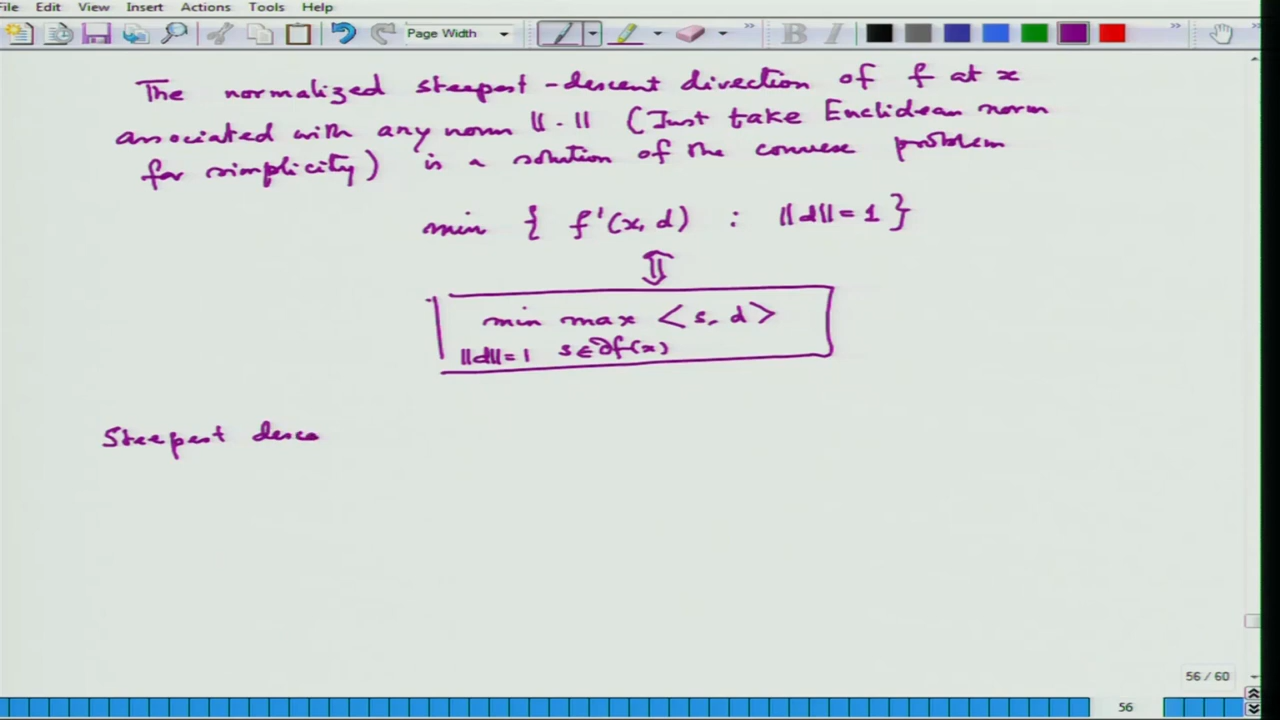 File Edit View Insert Actions Tools Help
Page Width
The normalized steepest-descent direction of f at x
associated with any norm ||·|| (Just take Euclidean norm
for simplicity) is a solution of the convex problem
min { f'(x, d) : ||d|| = 1 }
⇕
min max <s, d>
||d||=1 s∈∂f(x)
Steepest desce
56 / 60
56